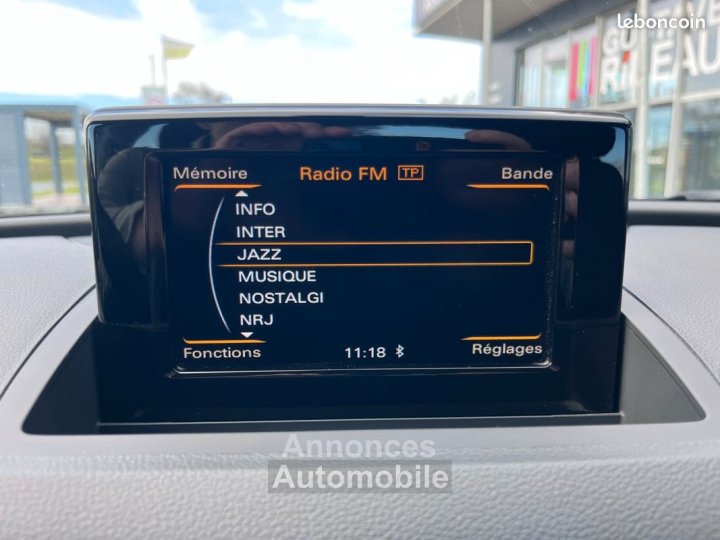 leboncoin
Mémoire
Radio FM TP
Bande
INFO
INTER
JAZZ
MUSIQUE
NOSTALGI
NRJ
Fonctions
11:18
Réglages
Annonces
Automobile